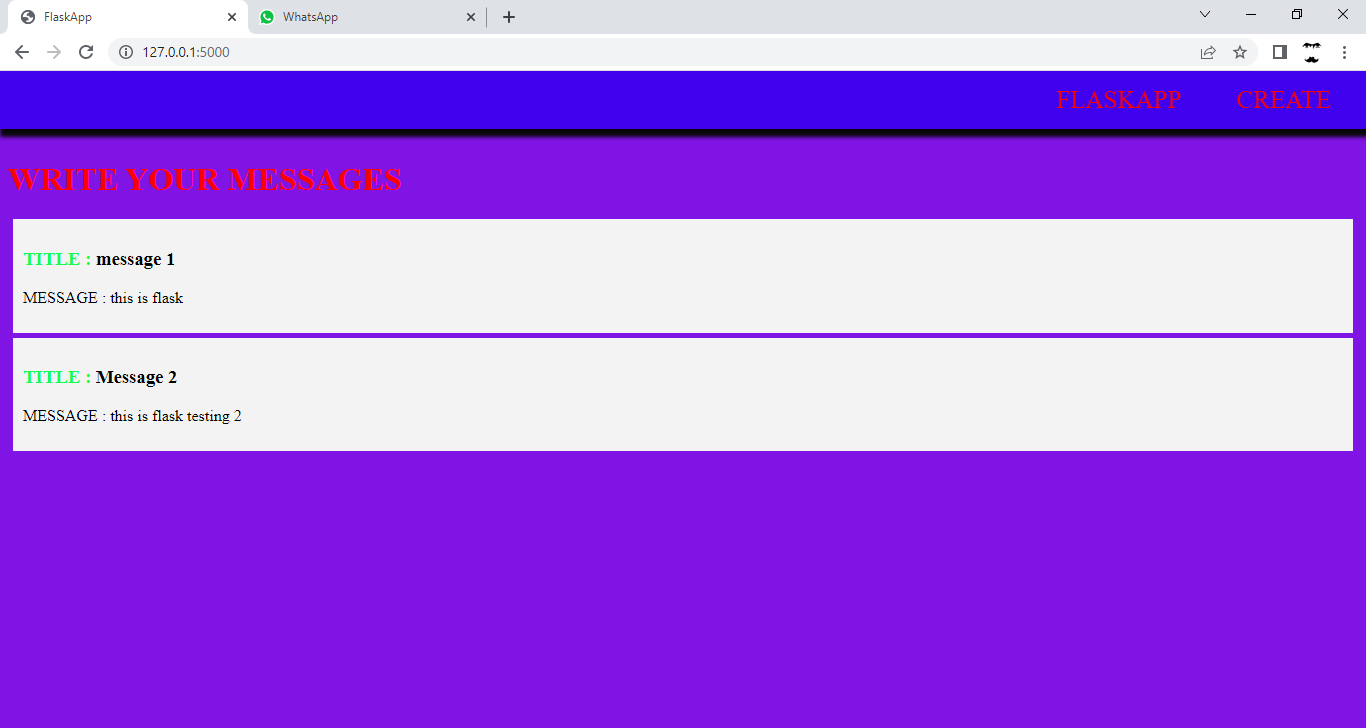 FlaskApp
WhatsApp
127.0.0.1:5000
FLASKAPP CREATE
WRITE YOUR MESSAGES
TITLE : message 1
MESSAGE : this is flask
TITLE : Message 2
MESSAGE : this is flask testing 2